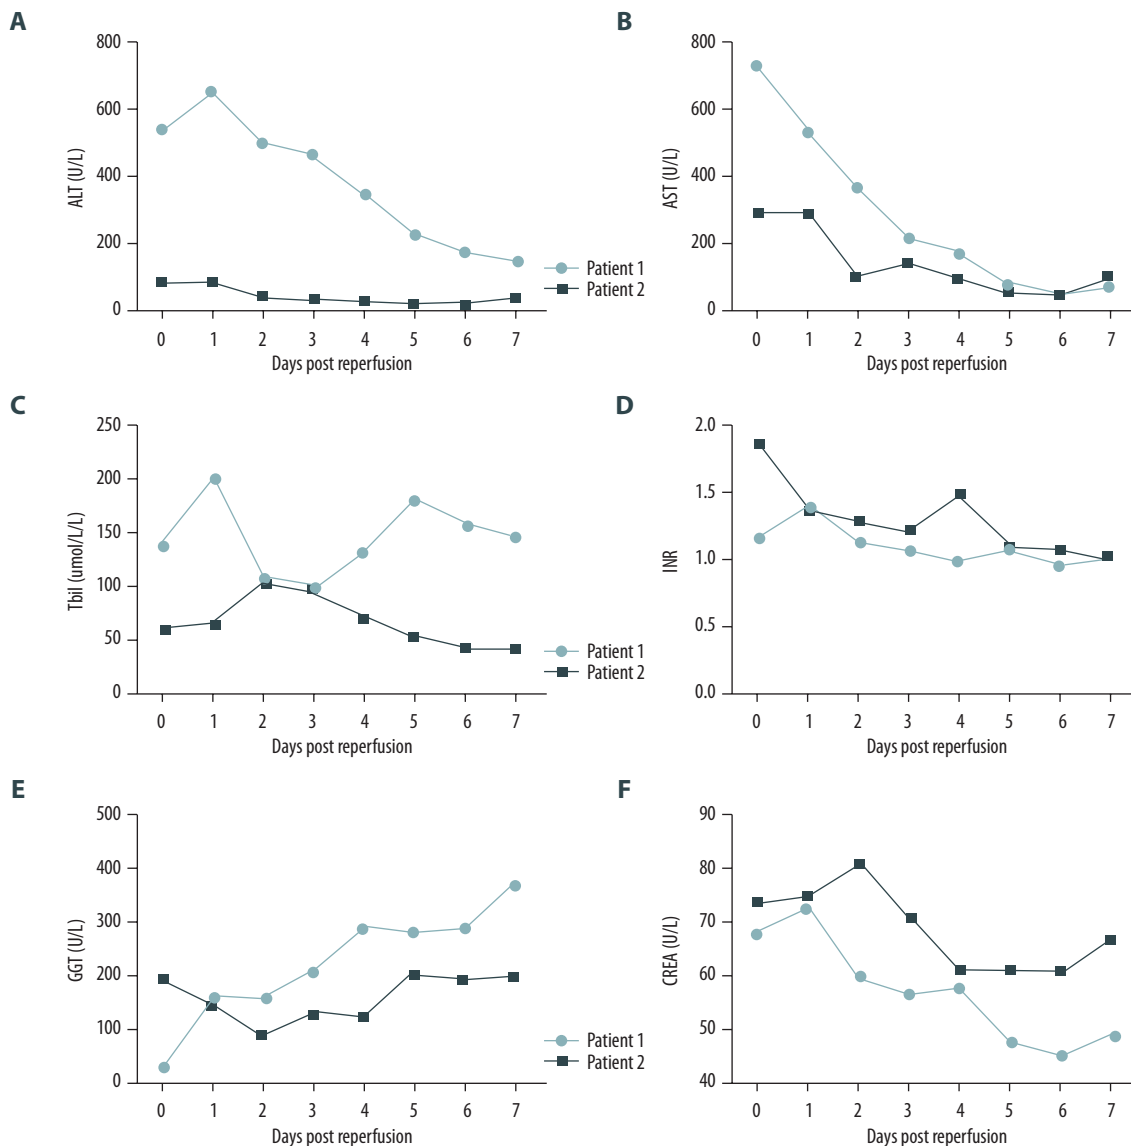 A
800
600
400
200
0
ALT (U/L)
0 1 2 3 4 5 6 7
Days post reperfusion
Patient 1
Patient 2
B
800
600
400
200
0
AST (U/L)
0 1 2 3 4 5 6 7
Days post reperfusion
C
250
200
150
100
50
0
Tbil (umol/L/L)
0 1 2 3 4 5 6 7
Days post reperfusion
Patient 1
Patient 2
D
2.0
1.5
1.0
0.5
0.0
INR
0 1 2 3 4 5 6 7
Days post reperfusion
E
500
400
300
200
100
0
GGT (U/L)
0 1 2 3 4 5 6 7
Days post reperfusion
Patient 1
Patient 2
F
90
80
70
60
50
40
CREA (U/L)
0 1 2 3 4 5 6 7
Days post reperfusion